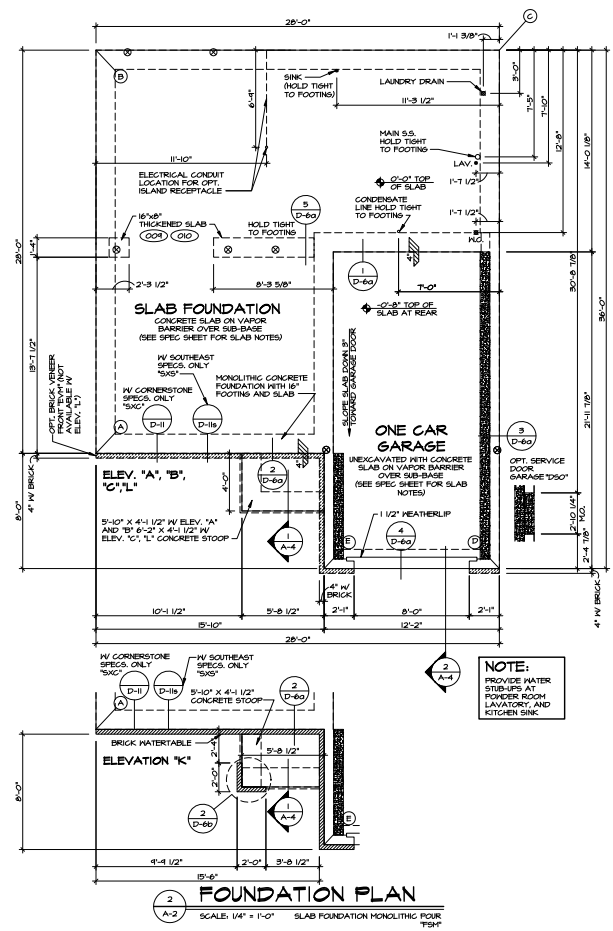 28'-0"
C
1'-1 3/8"
3'-0"
B
SINK
(HOLD TIGHT
TO FOOTING)
LAUNDRY DRAIN
6'-4"
11'-3 1/2"
7'-5"
7'-10"
12'-8"
14'-0 1/8"
MAIN S.S.
HOLD TIGHT
TO FOOTING
11'-10"
LAV.
ELECTRICAL CONDUIT
LOCATION FOR OPT.
ISLAND RECEPTACLE
0'-0" TOP
OF SLAB
1'-7 1/2"
5
D-6a
CONDENSATE
LINE HOLD TIGHT
TO FOOTING
1'-7 1/2"
16"x8"
THICKENED SLAB
009
010
HOLD TIGHT
TO FOOTING
W.O.
28'-0"
1'-4"
4"
1
D-6a
30'-8 7/8"
36'-0"
2'-3 1/2"
8'-3 5/8"
7'-0"
SLAB FOUNDATION
CONCRETE SLAB ON VAPOR
BARRIER OVER SUB-BASE
(SEE SPEC SHEET FOR SLAB NOTES)
-0'-8" TOP OF
SLAB AT REAR
13'-7 1/2"
OPT. BRICK VENEER
FRONT "EVM" (NOT
AVAILABLE W/
ELEV. "L")
W/ SOUTHEAST
SPECS. ONLY
"SXS"
MONOLITHIC CONCRETE
FOUNDATION WITH 16"
FOOTING AND SLAB
W/ CORNERSTONE
SPECS. ONLY
"SXC"
SLOPE SLAB DOWN 3"
TOWARD GARAGE DOOR
21'-11 7/8"
A
D-11
D-11s
4"
ONE CAR
GARAGE
UNEXCAVATED WITH CONCRETE
SLAB ON VAPOR BARRIER
OVER SUB-BASE
(SEE SPEC SHEET FOR SLAB
NOTES)
3
D-6a
OPT. SERVICE
DOOR
GARAGE "DSO"
4" W/ BRICK
ELEV. "A", "B",
"C","L"
2
D-6a
4'-0"
8'-0"
5'-10" X 4'-1 1/2" W/ ELEV. "A"
AND "B" 6'-2" X 4'-1 1/2" W/
ELEV. "C", "L" CONCRETE STOOP
1
A-4
1 1/2" WEATHERLIP
E
4
D-6a
D
2'-10 1/4"
M.O.
2'-4 7/8"
4" W/
BRICK
4" W/ BRICK
10'-1 1/2"
5'-8 1/2"
2'-1"
8'-0"
2'-1"
15'-10"
12'-2"
28'-0"
W/ CORNERSTONE
SPECS. ONLY
"SXC"
W/ SOUTHEAST
SPECS. ONLY
"SXS"
D-11
D-11s
A
5'-10" X 4'-1 1/2"
CONCRETE STOOP
2
D-6a
2
A-4
NOTE:
PROVIDE WATER
STUB-UPS AT
POWDER ROOM
LAVATORY, AND
KITCHEN SINK
BRICK WATERTABLE
2'-4"
5'-8 1/2"
ELEVATION "K"
2'-0"
8'-0"
2
D-6b
1
A-4
E
9'-9 1/2"
2'-0"
3'-8 1/2"
15'-6"
2
A-2
FOUNDATION PLAN
SCALE: 1/4" = 1'-0"
SLAB FOUNDATION MONOLITHIC POUR
"FSM"